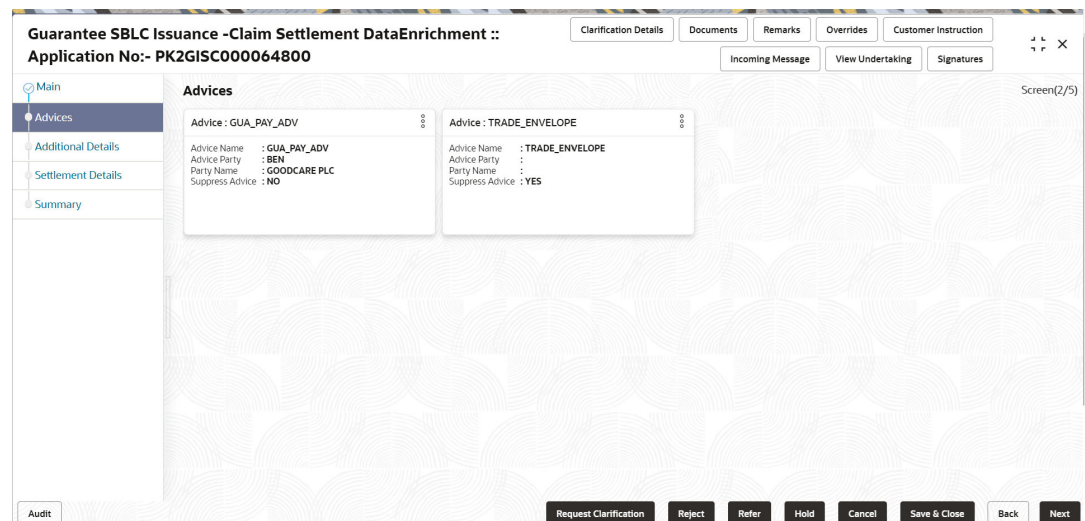 Guarantee SBLC Issuance -Claim Settlement DataEnrichment ::
Application No:- PK2GISC000064800
Clarification Details
Documents
Remarks
Overrides
Customer Instruction
Incoming Message
View Undertaking
Signatures
Main
Advices
Additional Details
Settlement Details
Summary
Advices
Screen(2/5)
Advice : GUA_PAY_ADV
Advice Name : GUA_PAY_ADV
Advice Party : BEN
Party Name : GOODCARE PLC
Suppress Advice : NO
Advice : TRADE_ENVELOPE
Advice Name : TRADE_ENVELOPE
Advice Party :
Party Name :
Suppress Advice : YES
Audit
Request Clarification
Reject
Refer
Hold
Cancel
Save & Close
Back
Next